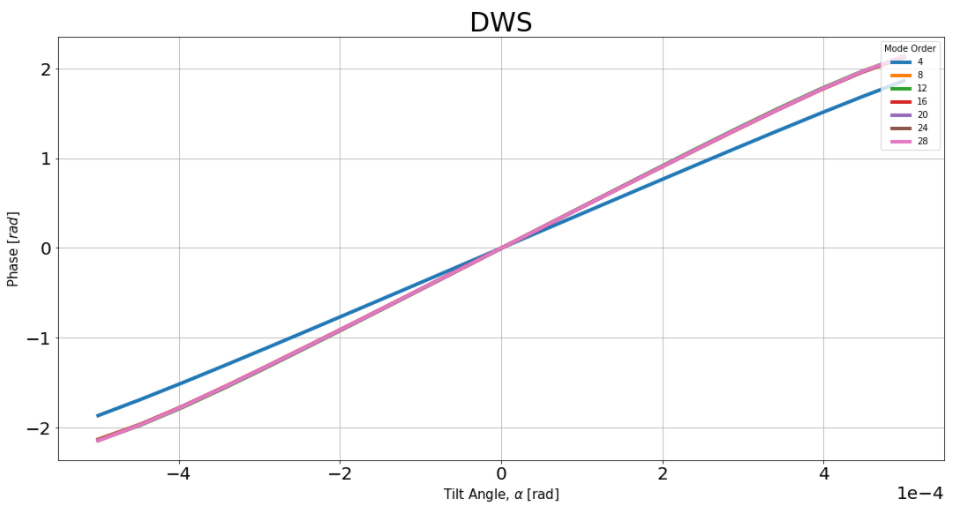 DWS
Mode Order
4
8
12
16
20
24
28
2
1
0
−1
−2
Phase [rad]
−4 −2 0 2 4
1e−4
Tilt Angle, α [rad]